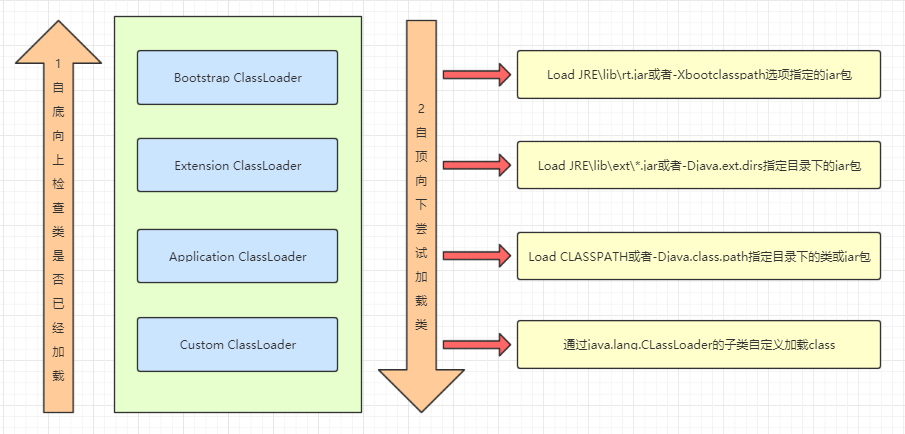 1自底向上检查类是否已经加载
Bootstrap ClassLoader
Extension ClassLoader
Application ClassLoader
Custom ClassLoader
2自顶向下尝试加载类
Load JRE\lib\rt.jar或者-Xbootclasspath选项指定的jar包
Load JRE\lib\ext\*.jar或者-Djava.ext.dirs指定目录下的jar包
Load CLASSPATH或者-Djava.class.path指定目录下的类或jar包
通过java.lang.CLassLoader的子类自定义加载class